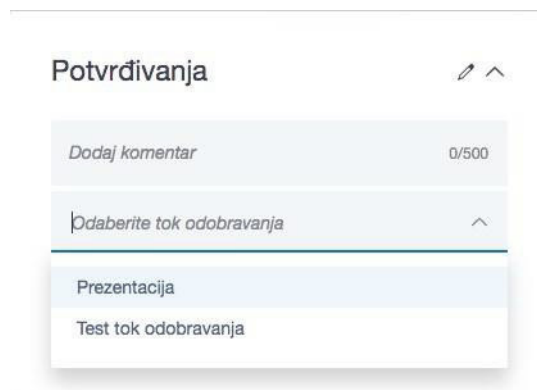 Potvrđivanja
Dodaj komentar 0/500
Odaberite tok odobravanja
Prezentacija
Test tok odobravanja